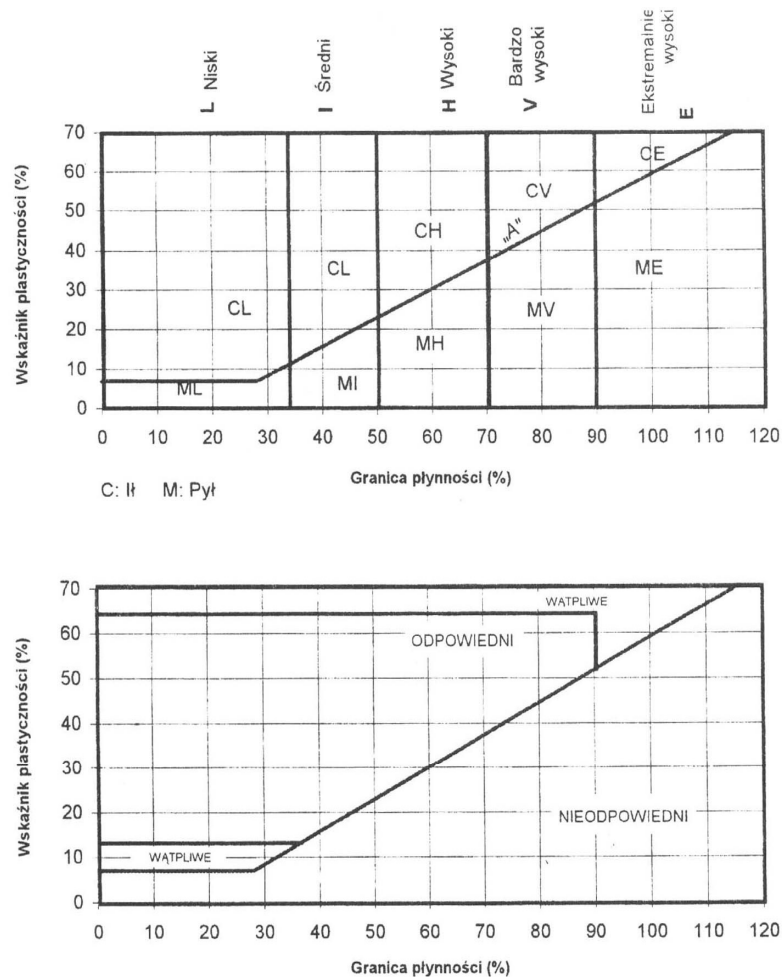 L Niski
I Średni
H Wysoki
V Bardzo wysoki
E Ekstremalnie wysoki
Wskaźnik plastyczności (%)
70
60
50
40
30
20
10
0
CE
CV
CH
„A”
CL
CL
ME
MV
MH
ML
MI
0 10 20 30 40 50 60 70 80 90 100 110 120
Granica płynności (%)
C: Ił M: Pył
Wskaźnik plastyczności (%)
70
60
50
40
30
20
10
0
WĄTPLIWE
ODPOWIEDNI
NIEODPOWIEDNI
WĄTPLIWE
0 10 20 30 40 50 60 70 80 90 100 110 120
Granica płynności (%)